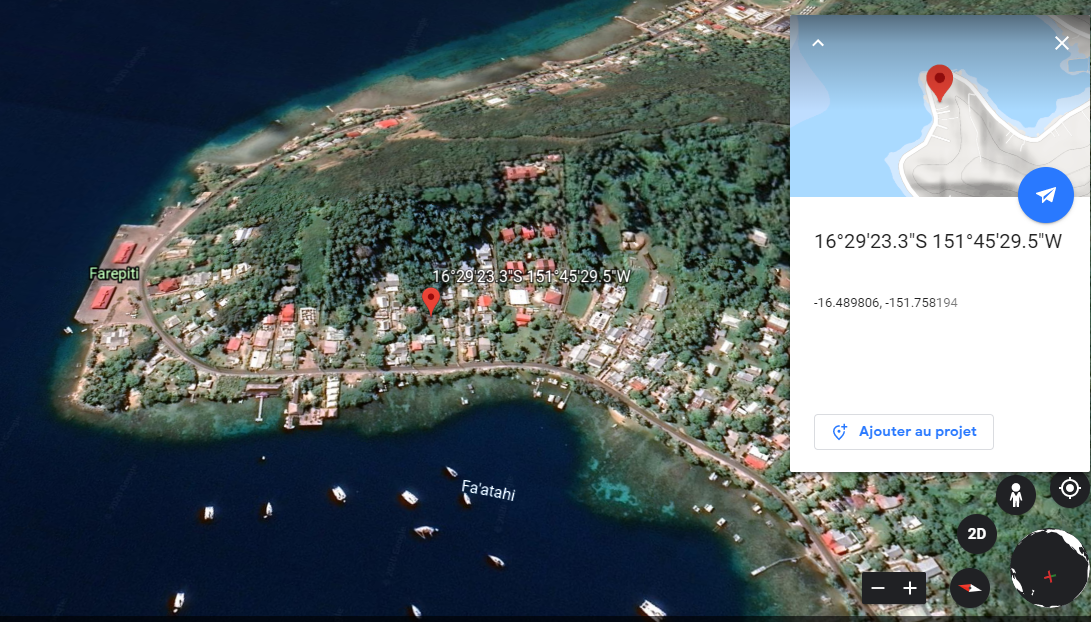 16°29'23.3"S 151°45'29.5"W
-16.489806, -151.758194
Ajouter au projet
Farepiti
16°29'23.3"S 151°45'29.5"W
Fa'atahi
2D